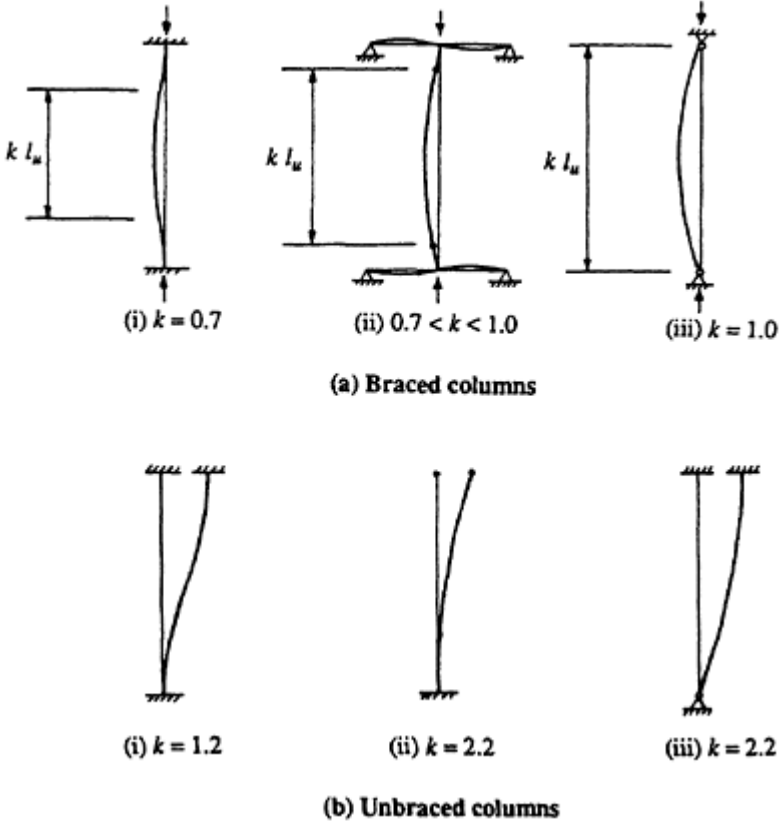 k l_u
k l_u
k l_u
(i) k = 0.7
(ii) 0.7 < k < 1.0
(iii) k = 1.0
(a) Braced columns
(i) k = 1.2
(ii) k = 2.2
(iii) k = 2.2
(b) Unbraced columns